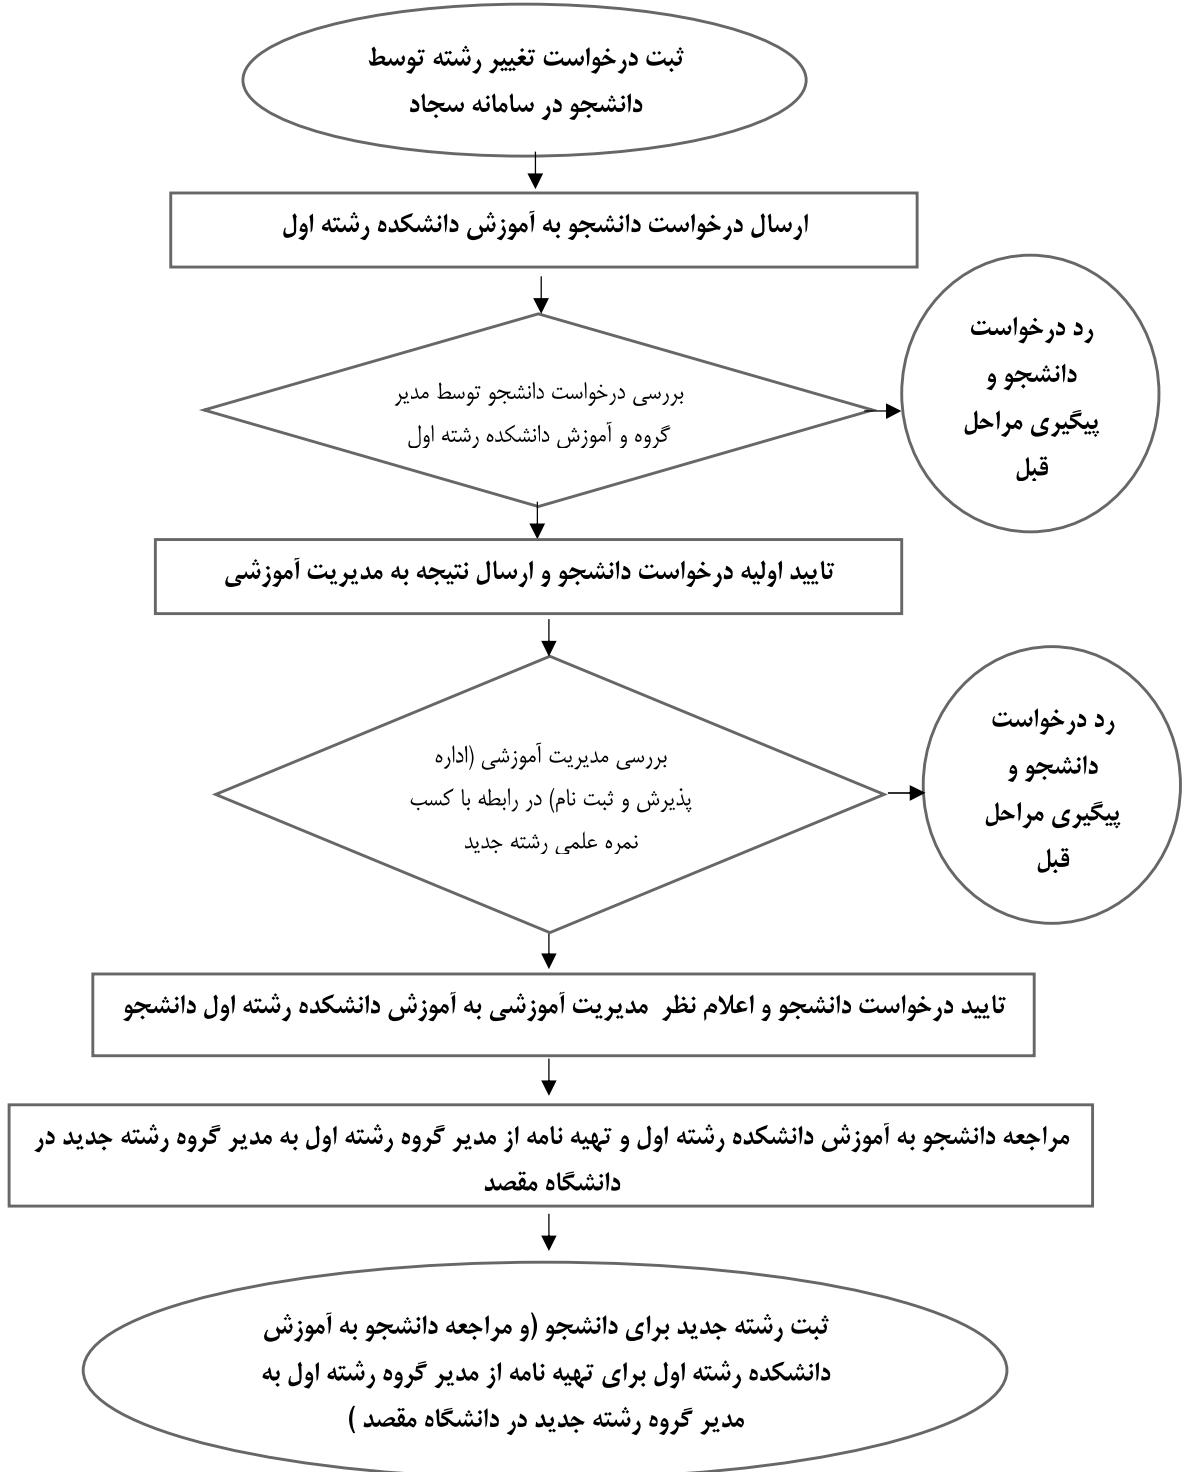 ثبت درخواست تغییر رشته توسط
دانشجو در سامانه سجاد
ارسال درخواست دانشجو به آموزش دانشکده رشته اول
بررسی درخواست دانشجو توسط مدیر
گروه و آموزش دانشکده رشته اول
رد درخواست
دانشجو و
پیگیری مراحل
قبل
تایید اولیه درخواست دانشجو و ارسال نتیجه به مدیریت آموزشی
بررسی مدیریت آموزشی (اداره
پذیرش و ثبت نام) در رابطه با کسب
نمره علمی رشته جدید
رد درخواست
دانشجو و
پیگیری مراحل
قبل
تایید درخواست دانشجو و اعلام نظر مدیریت آموزشی به آموزش دانشکده رشته اول دانشجو
مراجعه دانشجو به آموزش دانشکده رشته اول و تهیه نامه از مدیر گروه رشته اول به مدیر گروه رشته جدید در
دانشگاه مقصد
ثبت رشته جدید برای دانشجو (و مراجعه دانشجو به آموزش
دانشکده رشته اول برای تهیه نامه از مدیر گروه رشته اول به
مدیر گروه رشته جدید در دانشگاه مقصد )